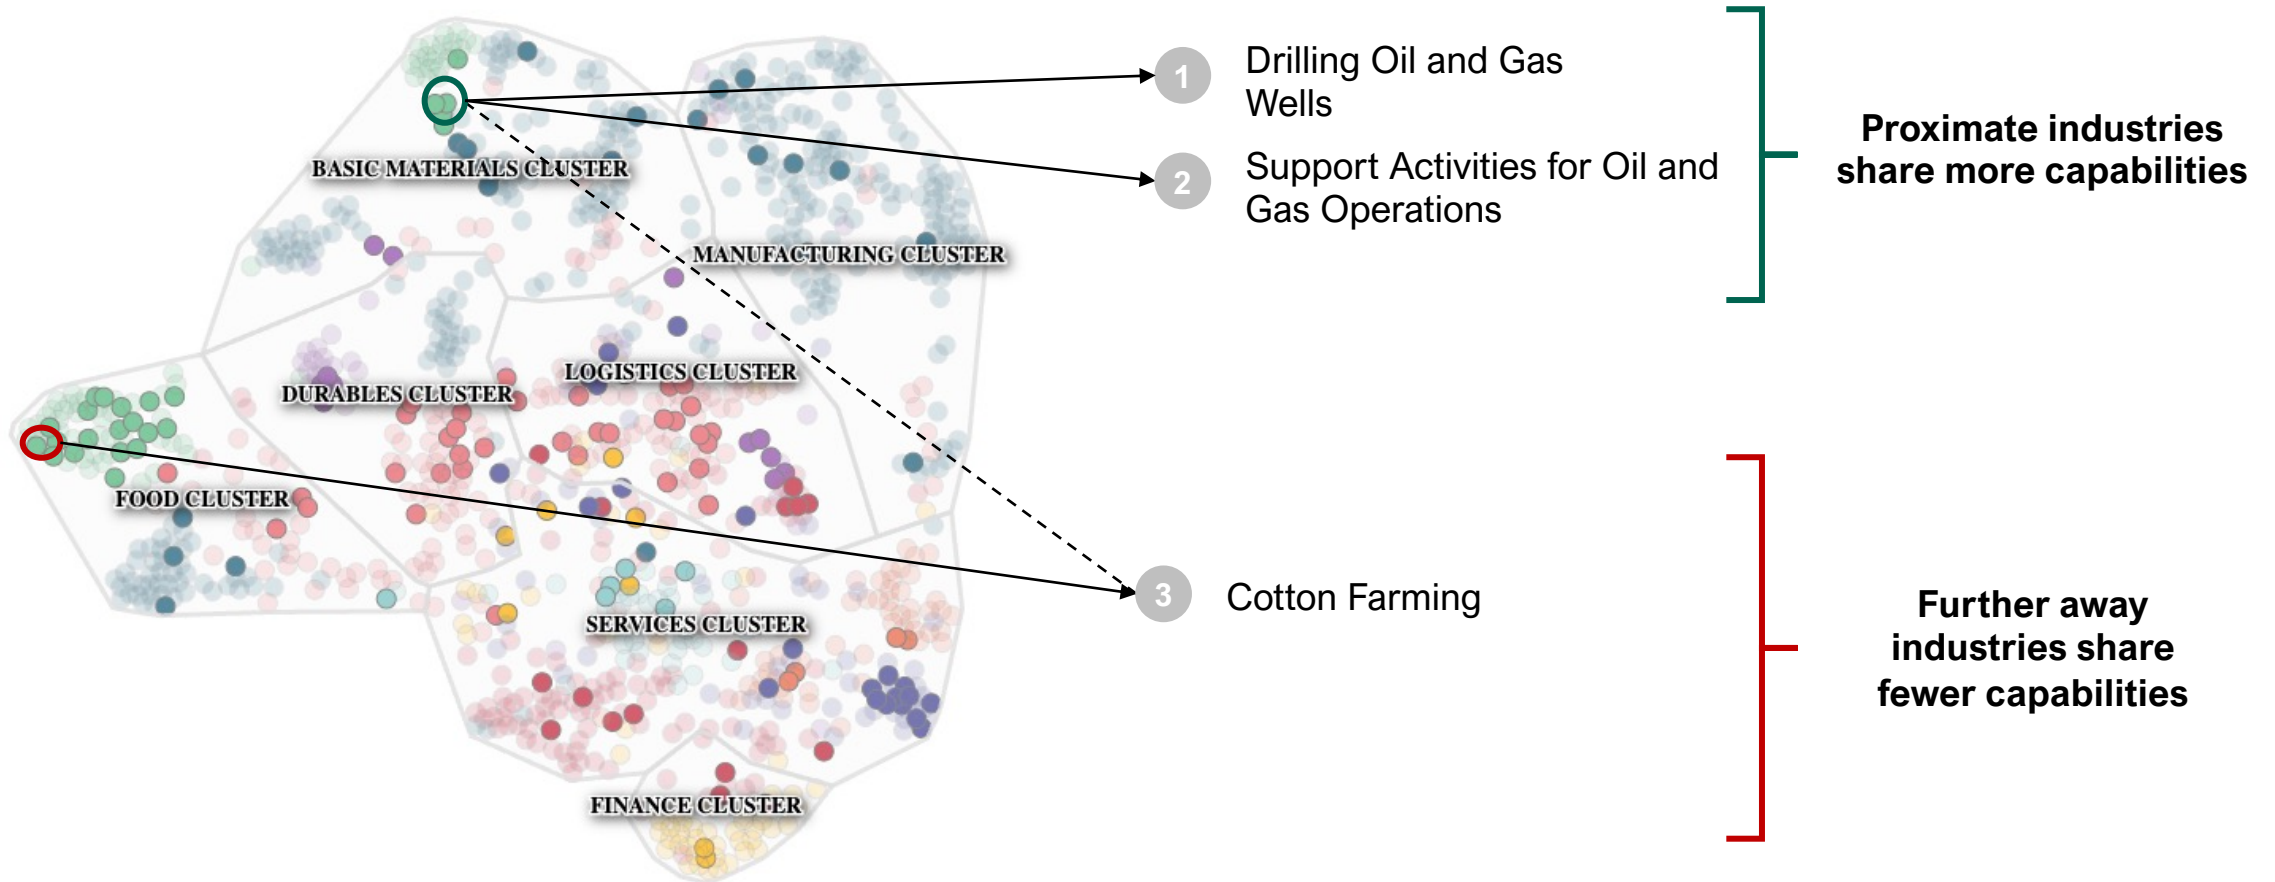 BASIC MATERIALS CLUSTER
MANUFACTURING CLUSTER
LOGISTICS CLUSTER
DURABLES CLUSTER
FOOD CLUSTER
SERVICES CLUSTER
FINANCE CLUSTER
1
Drilling Oil and Gas
Wells
2
Support Activities for Oil and
Gas Operations
3
Cotton Farming
Proximate industries
share more capabilities
Further away
industries share
fewer capabilities